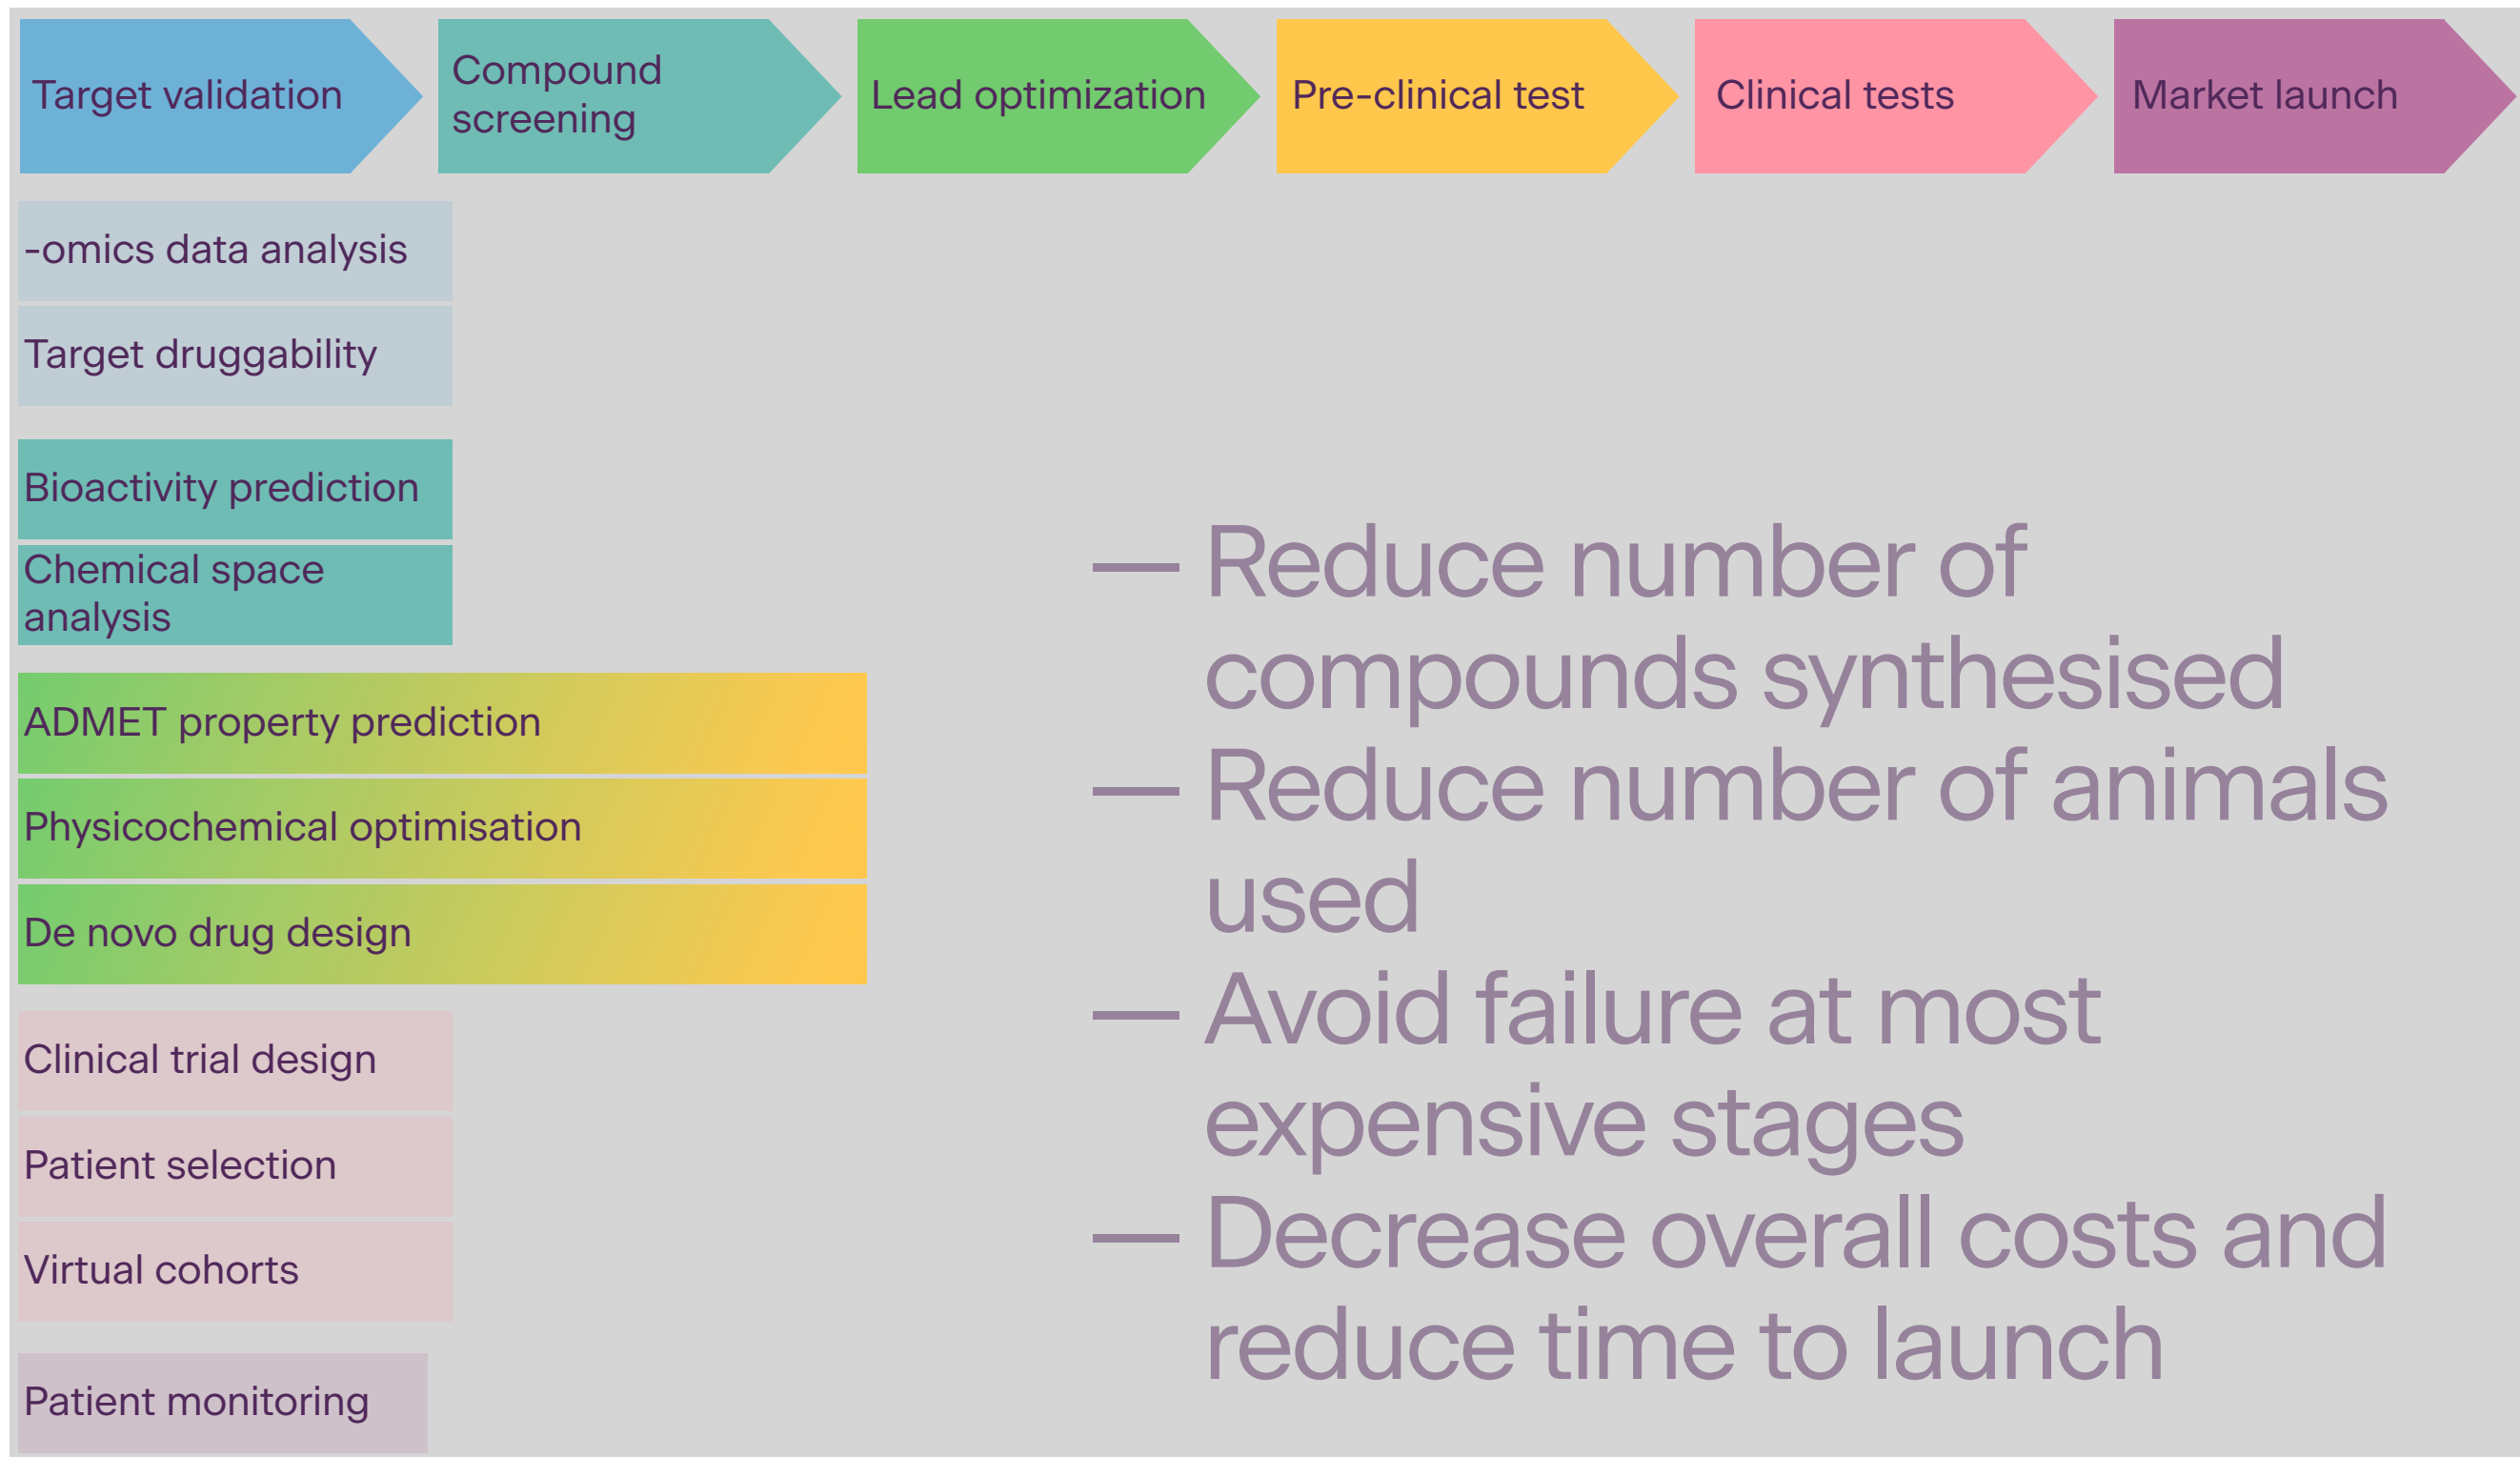 Target validation
Compound
screening
Lead optimization
Pre-clinical test
Clinical tests
Market launch
-omics data analysis
Target druggability
Bioactivity prediction
Chemical space
analysis
ADMET property prediction
Physicochemical optimisation
De novo drug design
Clinical trial design
Patient selection
Virtual cohorts
Patient monitoring
— Reduce number of
compounds synthesised
— Reduce number of animals
used
— Avoid failure at most
expensive stages
— Decrease overall costs and
reduce time to launch